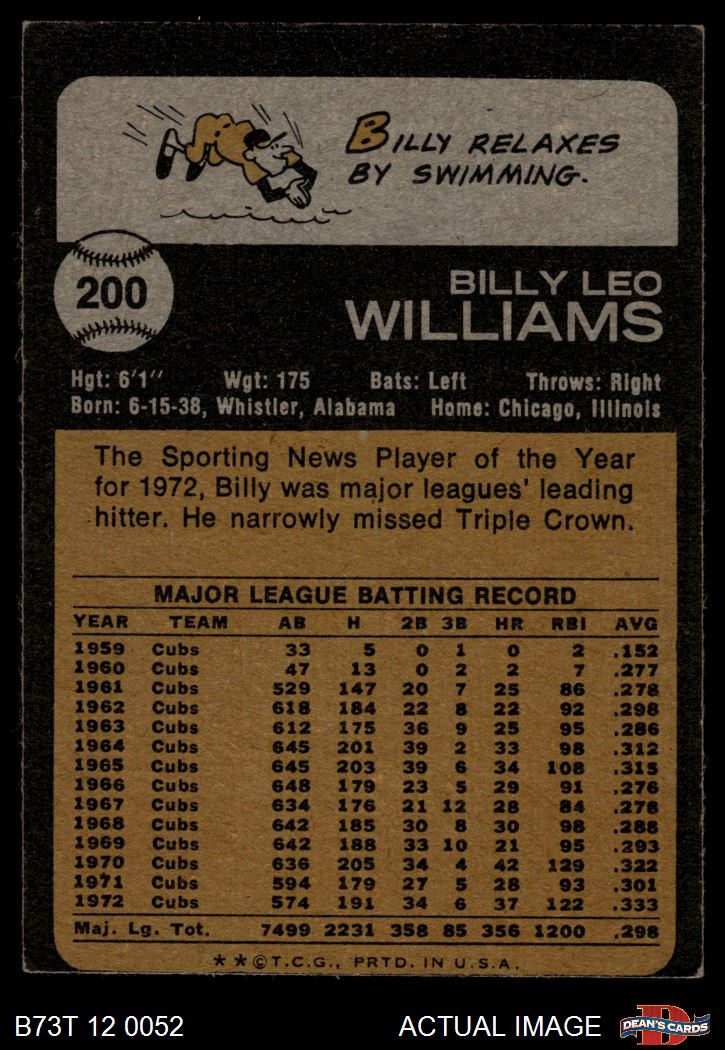 BILLY RELAXES
BY SWIMMING.
200
BILLY LEO
WILLIAMS
Hgt: 6'1" Wgt: 175 Bats: Left Throws: Right
Born: 6-15-38, Whistler, Alabama Home: Chicago, Illinois
The Sporting News Player of the Year
for 1972, Billy was major leagues' leading
hitter. He narrowly missed Triple Crown.
MAJOR LEAGUE BATTING RECORD
YEAR TEAM AB H 2B 3B HR RBI AVG
1959 Cubs 33 5 0 1 0 2 .152
1960 Cubs 47 13 0 2 2 7 .277
1961 Cubs 529 147 20 7 25 86 .278
1962 Cubs 618 184 22 8 22 92 .298
1963 Cubs 612 175 36 9 25 95 .286
1964 Cubs 645 201 39 2 33 98 .312
1965 Cubs 645 203 39 6 34 108 .315
1966 Cubs 648 179 23 5 29 91 .276
1967 Cubs 634 176 21 12 28 84 .278
1968 Cubs 642 185 30 8 30 98 .288
1969 Cubs 642 188 33 10 21 95 .293
1970 Cubs 636 205 34 4 42 129 .322
1971 Cubs 594 179 27 5 28 93 .301
1972 Cubs 574 191 34 6 37 122 .333
Maj. Lg. Tot. 7499 2231 358 85 356 1200 .298
**©T.C.G., PRTD. IN U.S.A.
B73T 12 0052 ACTUAL IMAGE D DEAN'S CARDS